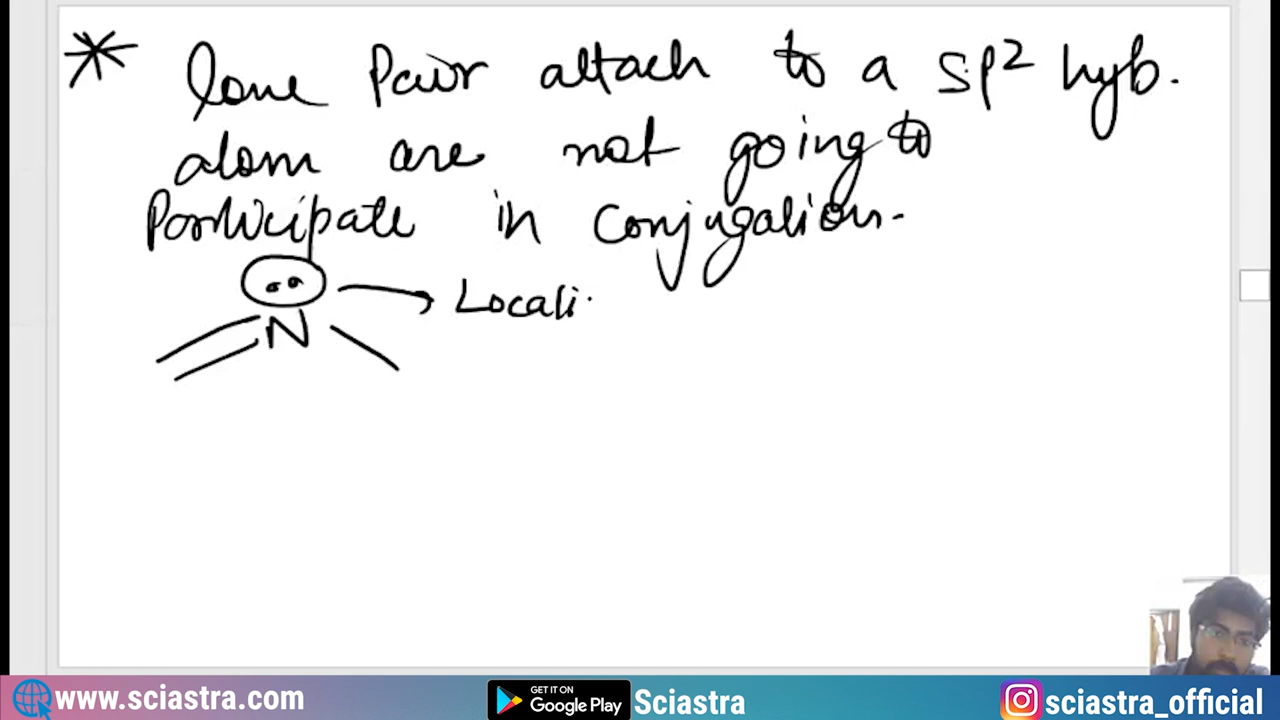 * lone Pair attach to a sp² hyb.
atom are not going to
Participate in conjugation.
N → Locali
www.sciastra.com GET IT ON Google Play Sciastra sciastra_official